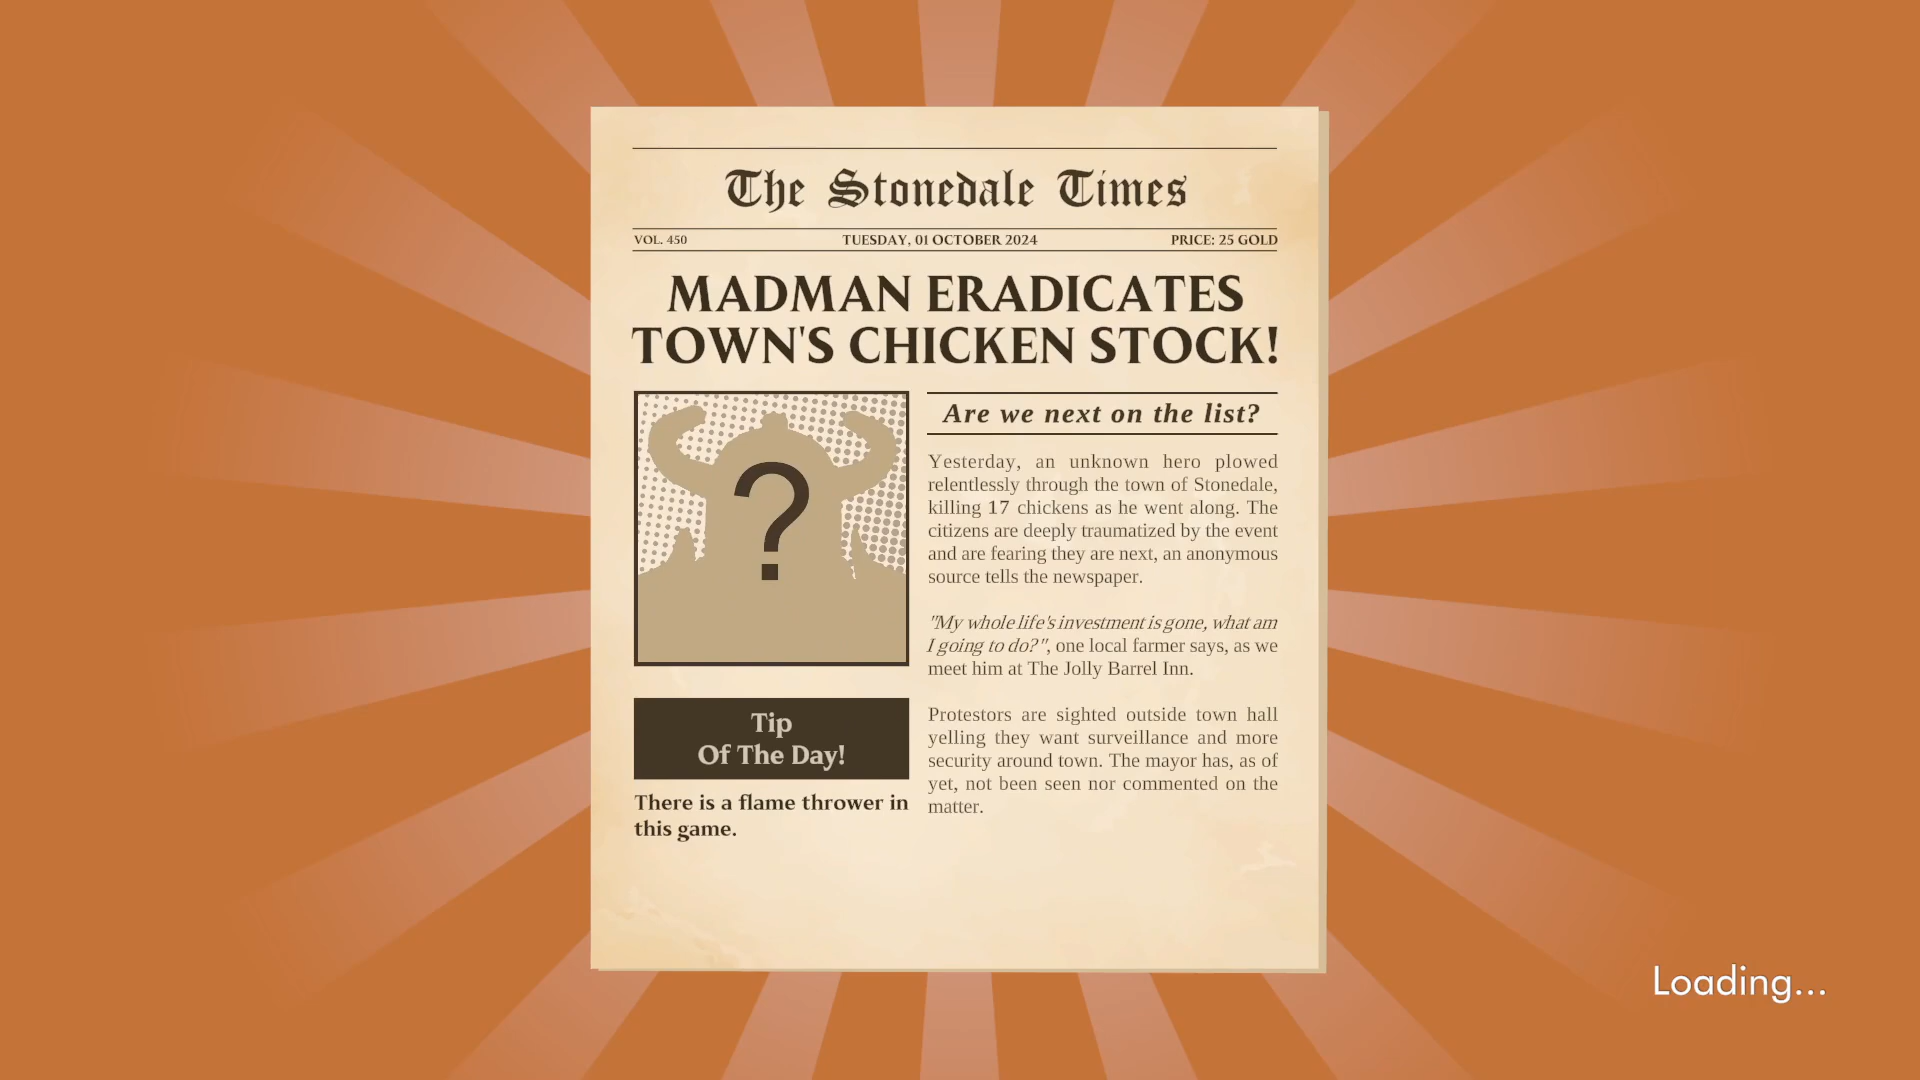 The Stonedale Times
VOL. 450
TUESDAY, 01 OCTOBER 2024
PRICE: 25 GOLD
MADMAN ERADICATES
TOWN'S CHICKEN STOCK!
?
Tip
Of The Day!
There is a flame thrower in
this game.
Are we next on the list?
Yesterday, an unknown hero plowed
relentlessly through the town of Stonedale,
killing 17 chickens as he went along. The
citizens are deeply traumatized by the event
and are fearing they are next, an anonymous
source tells the newspaper.
"My whole life's investment is gone, what am
I going to do?", one local farmer says, as we
meet him at The Jolly Barrel Inn.
Protestors are sighted outside town hall
yelling they want surveillance and more
security around town. The mayor has, as of
yet, not been seen nor commented on the
matter.
Loading...